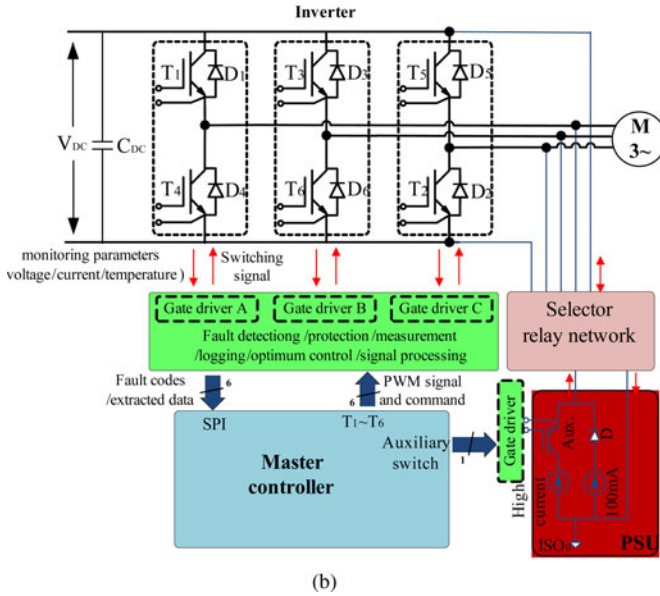 Inverter
T1
D1
T3
D3
T5
D5
M
3~
VDC
CDC
T4
D4
T6
D6
T2
D2
monitoring parameters
voltage/current/temperature )
Switching
signal
Gate driver A
Gate driver B
Gate driver C
Fault detectiong /protection /measurement
/logging/optimum control /signal processing
Selector
relay network
Fault codes
/extracted data
6
6
PWM signal
and command
SPI
T1~T6
Auxiliary
switch
1
Master
controller
Gate driver
High
current
Aux.
D
100mA
ISO0
PSU
(b)